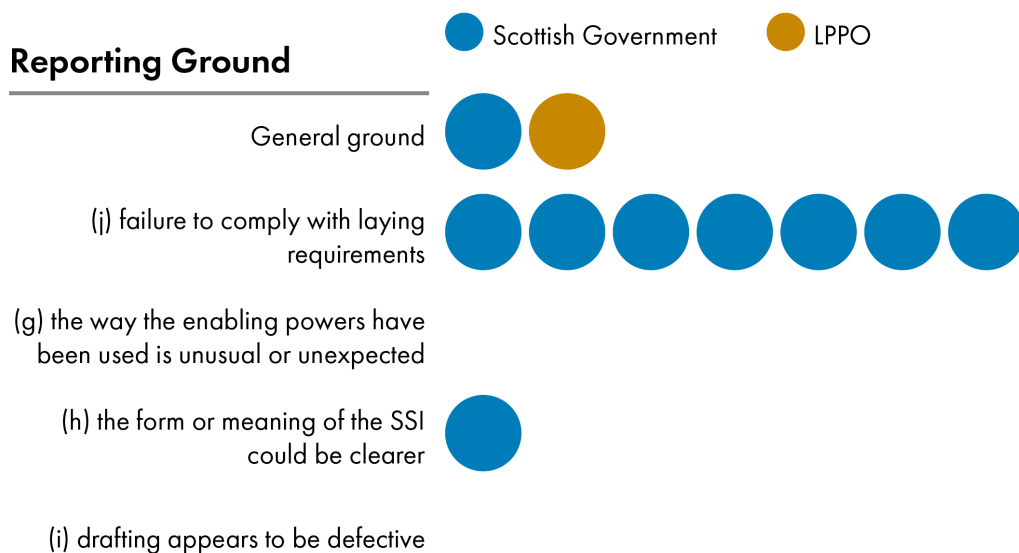 Scottish Government
LPPO
Reporting Ground
General ground
(j) failure to comply with laying
requirements
(g) the way the enabling powers have
been used is unusual or unexpected
(h) the form or meaning of the SSI
could be clearer
(i) drafting appears to be defective